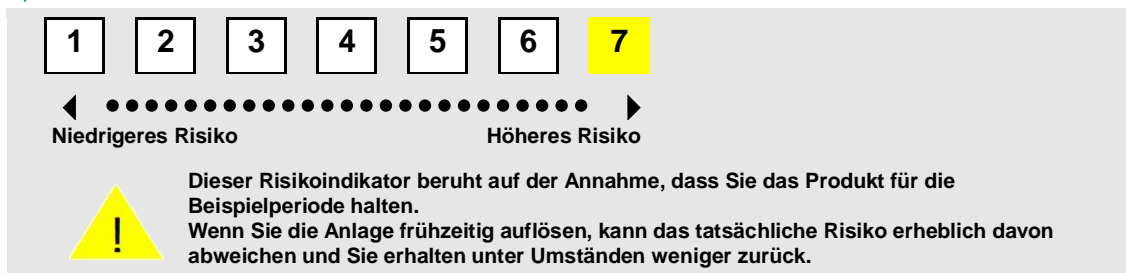 1 2 3 4 5 6 7
Niedrigeres Risiko Höheres Risiko
Dieser Risikoindikator beruht auf der Annahme, dass Sie das Produkt für die
Beispielperiode halten.
Wenn Sie die Anlage frühzeitig auflösen, kann das tatsächliche Risiko erheblich davon
abweichen und Sie erhalten unter Umständen weniger zurück.
!